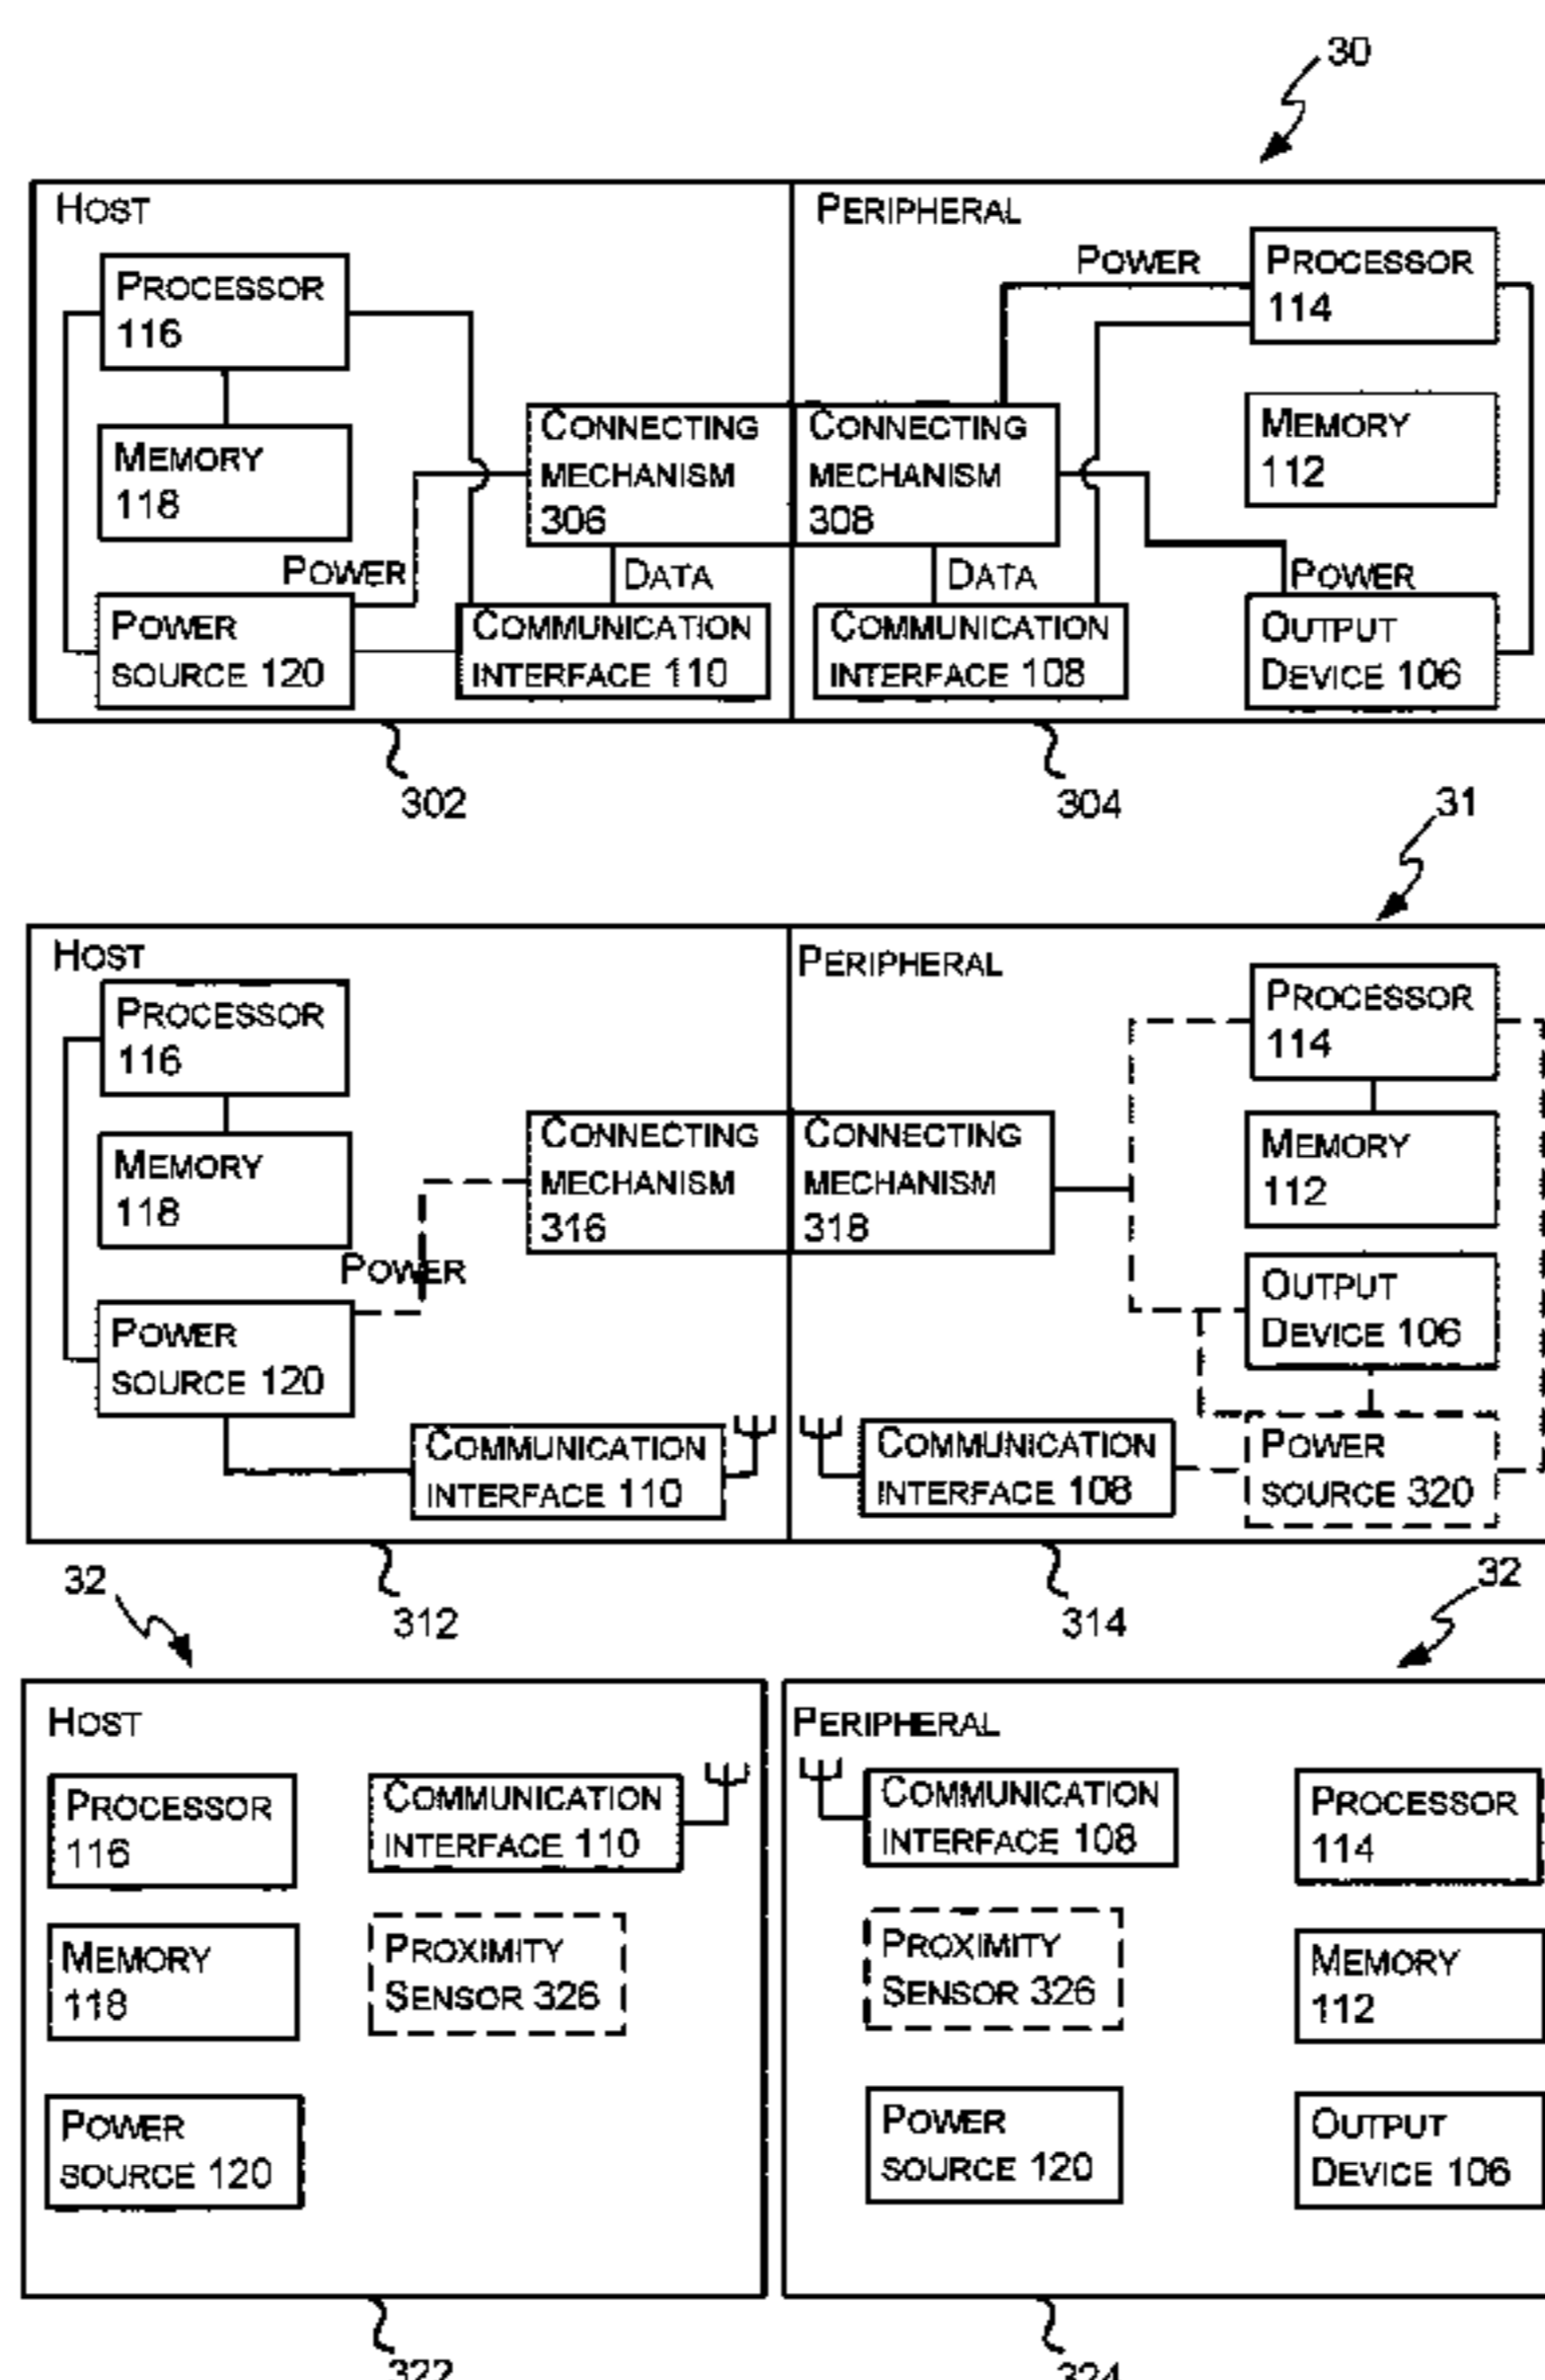 30
HOST
PERIPHERAL
PROCESSOR
116
POWER
PROCESSOR
114
MEMORY
118
CONNECTING
MECHANISM
306
CONNECTING
MECHANISM
308
MEMORY
112
POWER
DATA
DATA
POWER
POWER
SOURCE 120
COMMUNICATION
INTERFACE 110
COMMUNICATION
INTERFACE 108
OUTPUT
DEVICE 106
302
304
31
HOST
PERIPHERAL
PROCESSOR
116
PROCESSOR
114
MEMORY
118
CONNECTING
MECHANISM
316
CONNECTING
MECHANISM
318
MEMORY
112
POWER
POWER
SOURCE 120
OUTPUT
DEVICE 106
COMMUNICATION
INTERFACE 110
COMMUNICATION
INTERFACE 108
POWER
SOURCE 320
312
314
32
32
HOST
PERIPHERAL
PROCESSOR
116
COMMUNICATION
INTERFACE 110
COMMUNICATION
INTERFACE 108
PROCESSOR
114
MEMORY
118
PROXIMITY
SENSOR 326
PROXIMITY
SENSOR 326
MEMORY
112
POWER
SOURCE 120
POWER
SOURCE 120
OUTPUT
DEVICE 106
322
324